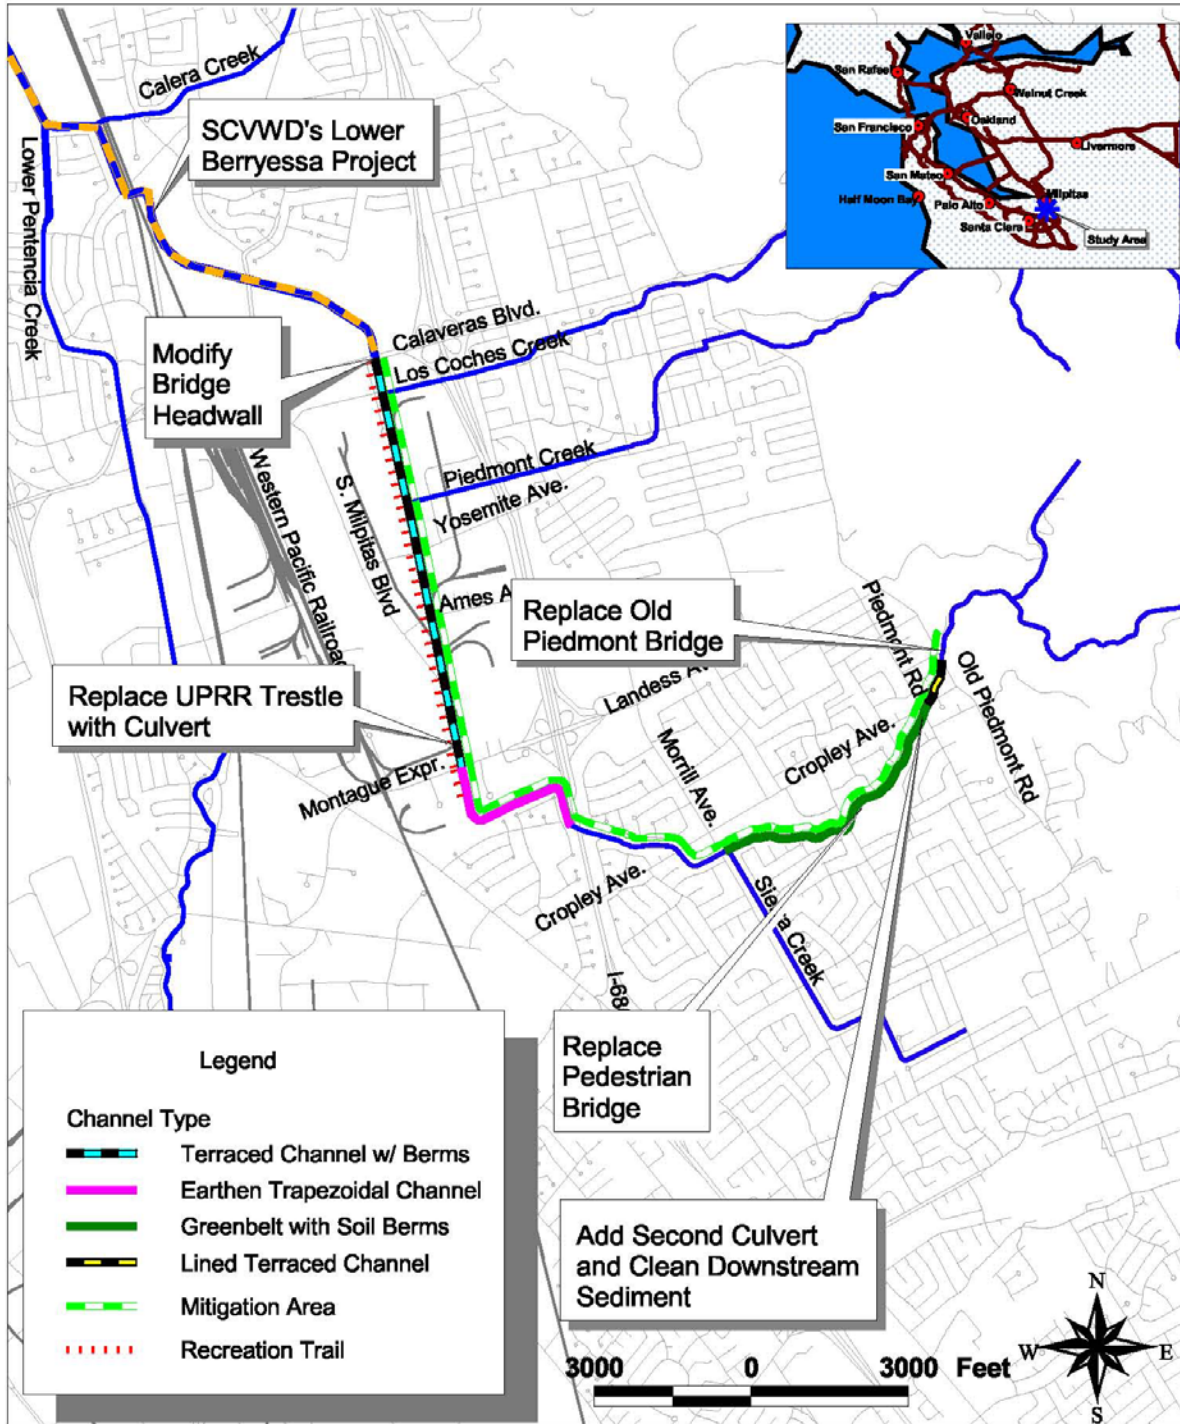 Calera Creek
SCVWD's Lower
Berryessa Project
Lower Pentencia Creek
Vallejo
San Rafael
Walnut Creek
Oakland
San Francisco
Livermore
San Mateo
Milpitas
Half Moon Bay
Palo Alto
Santa Clara
Study Area
Modify
Bridge
Headwall
Calaveras Blvd.
Los Coches Creek
Piedmont Creek
Yosemite Ave.
Western Pacific Railroad
S. Milpitas Blvd
Ames A
Replace Old
Piedmont Bridge
Piedmont Rd
Old Piedmont Rd
Replace UPRR Trestle
with Culvert
Landess Av
Montague Expr.
Morrill Ave.
Cropley Ave.
Cropley Ave.
Sierra Creek
I-68
Replace
Pedestrian
Bridge
Add Second Culvert
and Clean Downstream
Sediment
Legend
Channel Type
Terraced Channel w/ Berms
Earthen Trapezoidal Channel
Greenbelt with Soil Berms
Lined Terraced Channel
Mitigation Area
Recreation Trail
3000 0 3000 Feet
N
W E
S